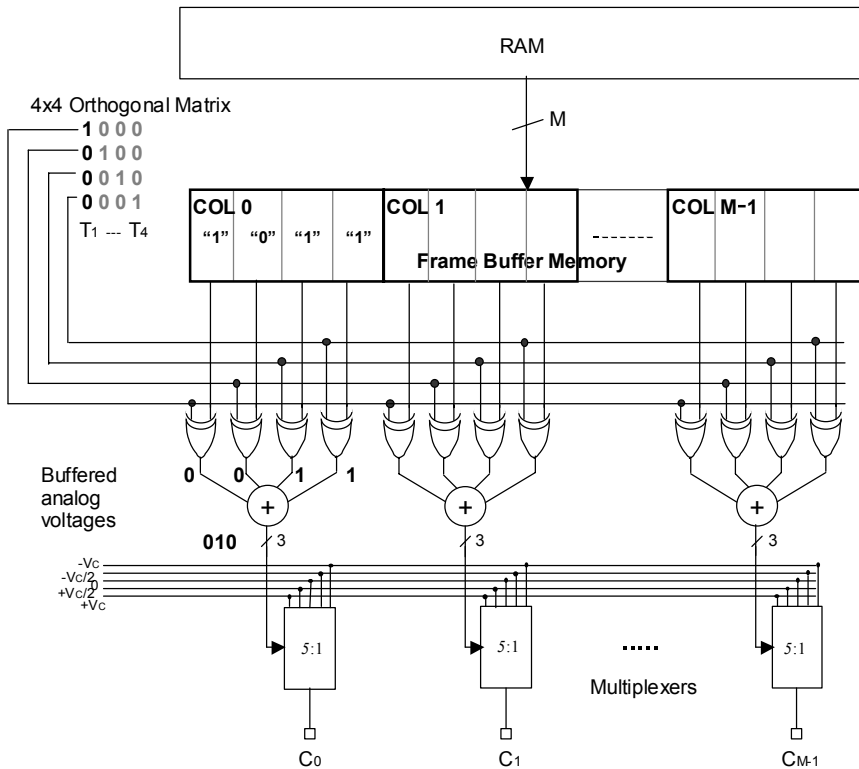 RAM
M
4x4 Orthogonal Matrix
1 0 0 0
0 1 0 0
0 0 1 0
0 0 0 1
T1 --- T4
COL 0
COL 1
COL M-1
“1” “0” “1” “1”
Frame Buffer Memory
0 0 1 1
Buffered
analog
voltages
+ + +
010 3 3 3
-VC
-VC/2
0
+VC/2
+VC
5:1 5:1 5:1
Multiplexers
C0 C1 CM-1